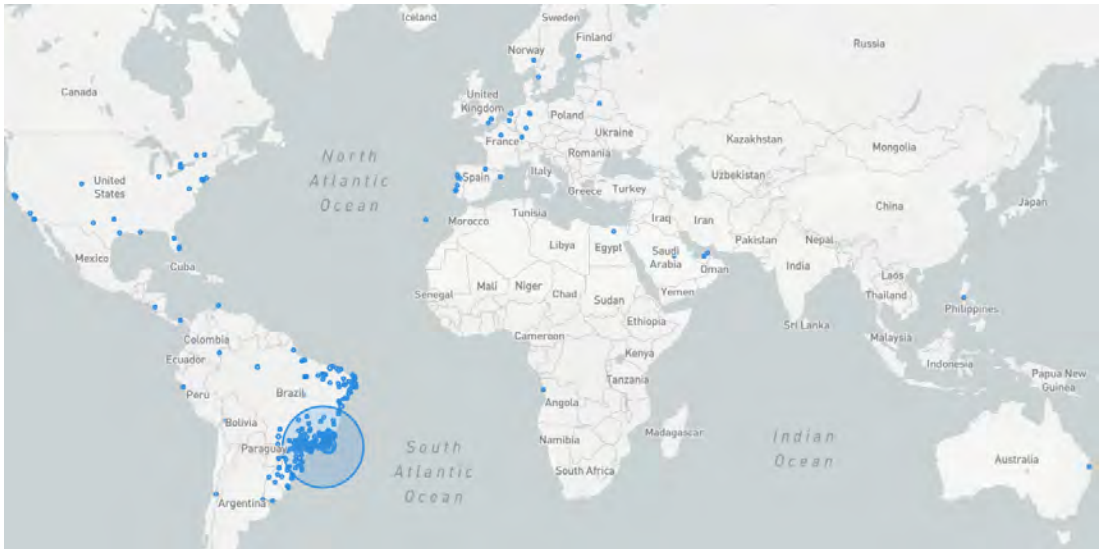 Iceland
Sweden
Finland
Norway
Russia
Canada
United
Kingdom
Poland
Ukraine
France
Kazakhstan
Mongolia
Romania
North
Atlantic
Ocean
Italy
Uzbekistan
United
States
Spain
Greece
Turkey
China
Japan
Tunisia
Morocco
Iraq
Iran
Pakistan
Nepal
Libya
Egypt
Saudi
Arabia
Mexico
Cuba
Oman
India
Laos
Mali
Niger
Chad
Sudan
Yemen
Thailand
Senegal
Philippines
Ethiopia
Sri Lanka
Cameroon
Colombia
Malaysia
Kenya
Ecuador
Indonesia
Papua New
Guinea
Tanzania
Peru
Brazil
Angola
Bolivia
Madagascar
Namibia
Indian
Ocean
Paraguay
South
Atlantic
Ocean
Australia
South Africa
Argentina